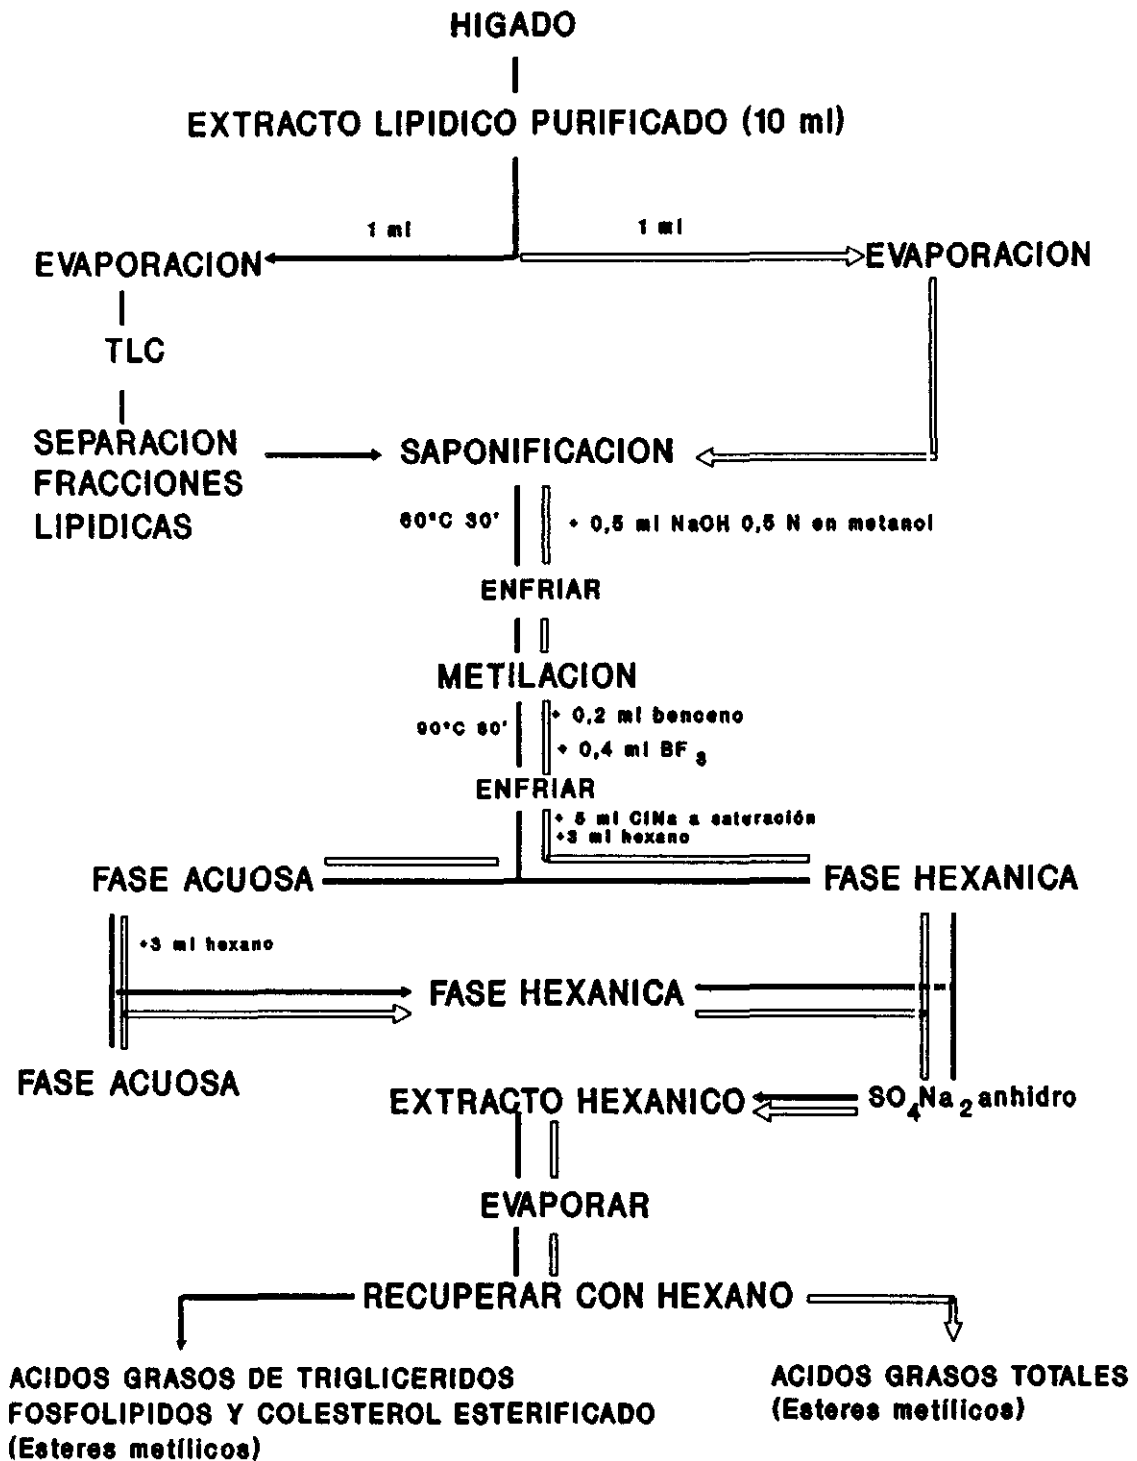 HIGADO
EXTRACTO LIPIDICO PURIFICADO (10 ml)
1 ml
1 ml
EVAPORACION
EVAPORACION
TLC
SEPARACION
FRACCIONES
LIPIDICAS
SAPONIFICACION
60°C 30'
+ 0,5 ml NaOH 0,5 N en metanol
ENFRIAR
METILACION
90°C 60'
+ 0,2 ml benceno
+ 0,4 ml BF3
ENFRIAR
+ 5 ml ClNa a saturación
+3 ml hexano
FASE ACUOSA
FASE HEXANICA
+3 ml hexano
FASE HEXANICA
FASE ACUOSA
EXTRACTO HEXANICO
SO4Na2 anhidro
EVAPORAR
RECUPERAR CON HEXANO
ACIDOS GRASOS DE TRIGLICERIDOS
FOSFOLIPIDOS Y COLESTEROL ESTERIFICADO
(Esteres metílicos)
ACIDOS GRASOS TOTALES
(Esteres metílicos)